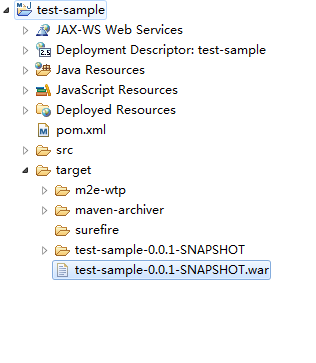 test-sample
JAX-WS Web Services
Deployment Descriptor: test-sample
Java Resources
JavaScript Resources
Deployed Resources
pom.xml
src
target
m2e-wtp
maven-archiver
surefire
test-sample-0.0.1-SNAPSHOT
test-sample-0.0.1-SNAPSHOT.war